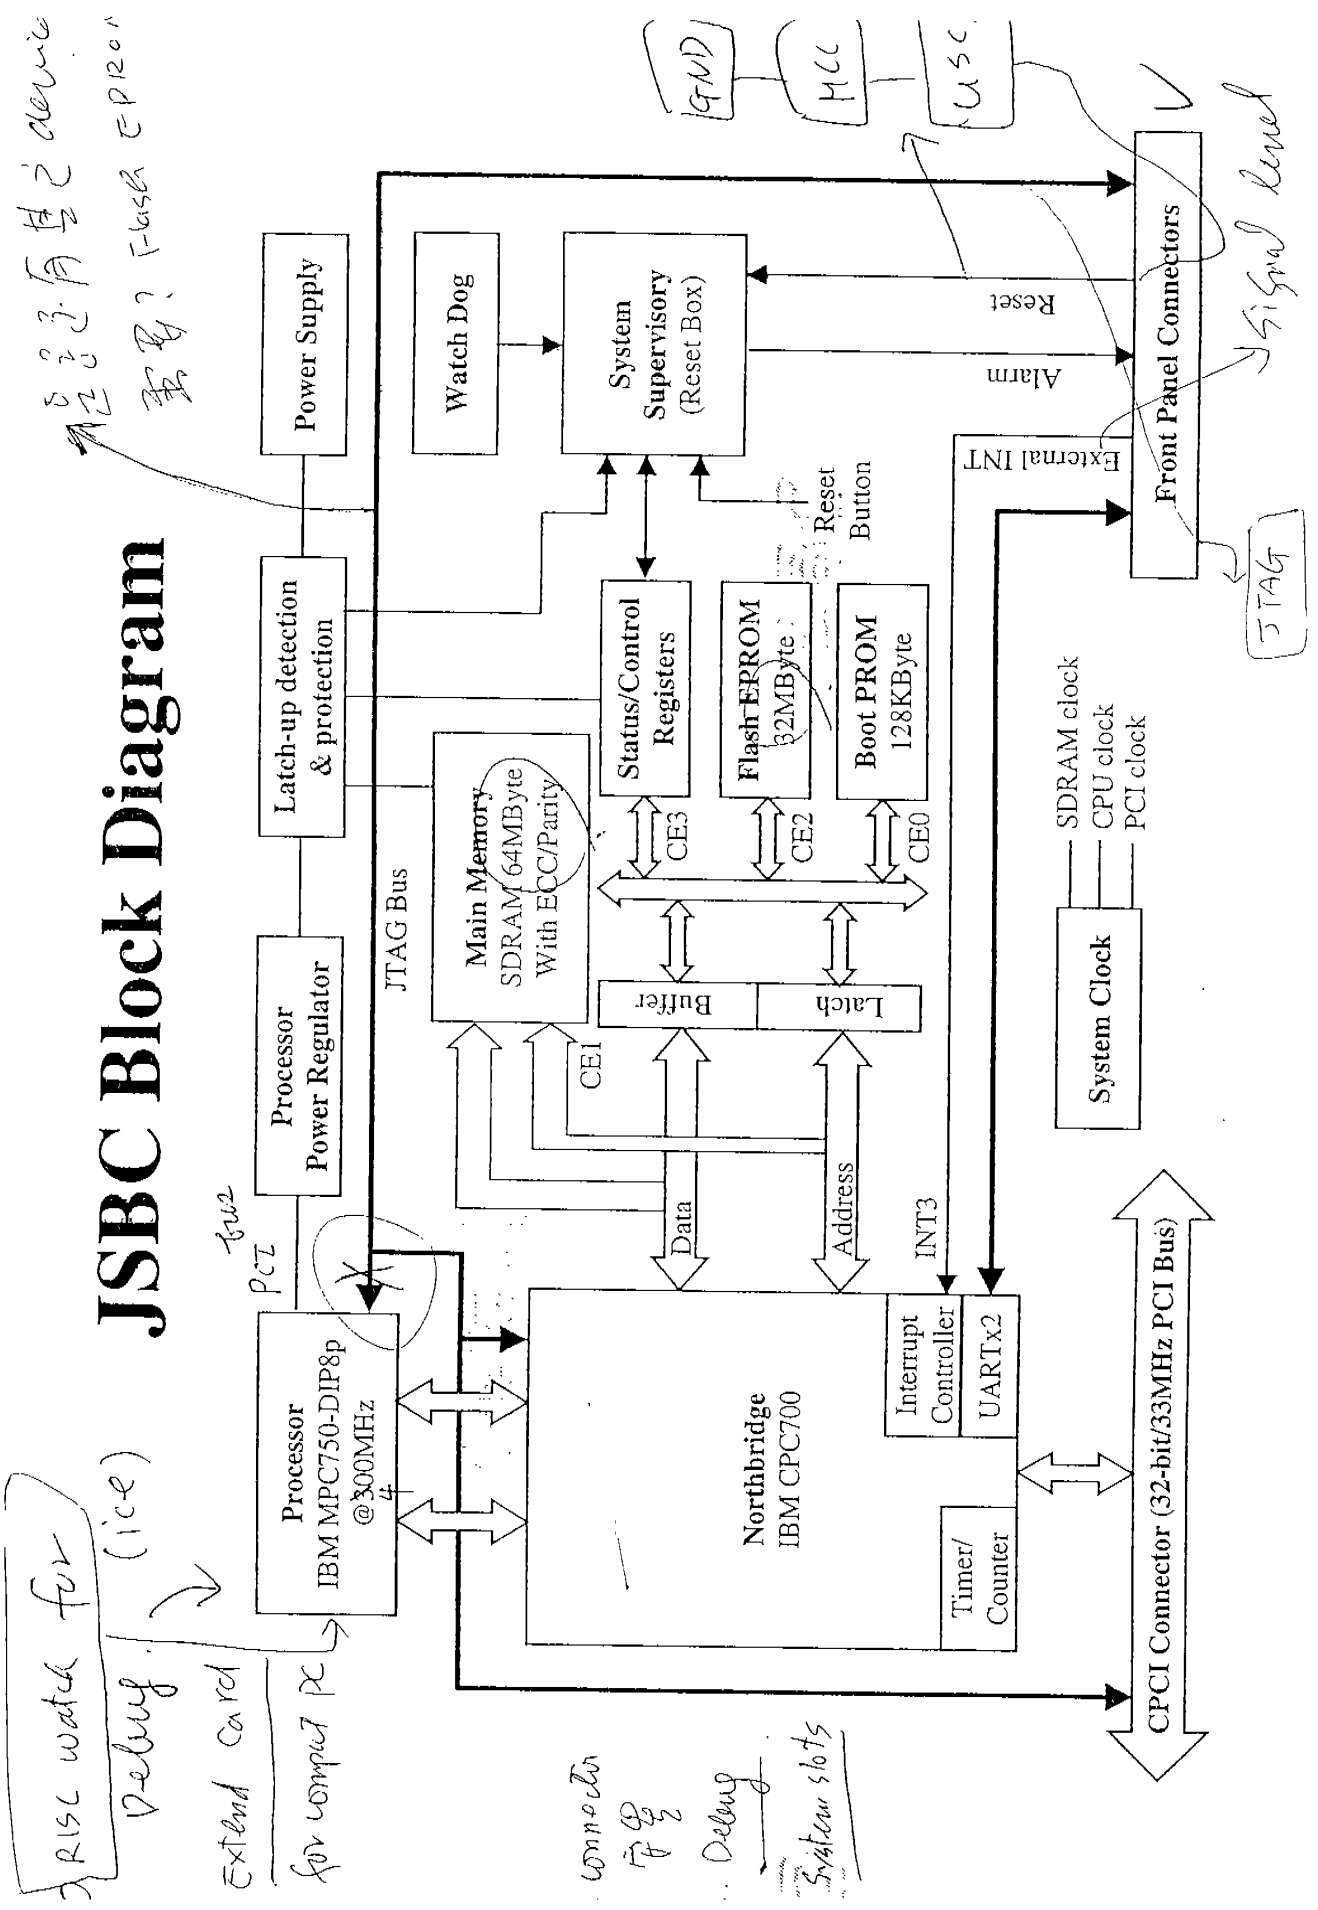 JSBC Block Diagram
RISC watch for
Debug (ice)
Extend card
for compat PC
PCI bus
Processor
IBM MPC750-DIP8p
@300MHz
4
Processor
Power Regulator
Latch-up detection
& protection
Power Supply
JTAG Bus
Watch Dog
System
Supervisory
(Reset Box)
Main Memory
SDRAM 64MByte
With ECC/Parity
CE1
Status/Control
Registers
CE3
Flash EPROM
32MByte
CE2
Boot PROM
128KByte
CE0
Reset
Button
Buffer
Latch
Data
Address
Northbridge
IBM CPC700
Interrupt
Controller
UARTx2
Timer/
Counter
INT3
External INT
Alarm
Reset
Front Panel Connectors
System Clock
SDRAM clock
CPU clock
PCI clock
CPCI Connector (32-bit/33MHz PCI Bus)
GND
MCC
USC
Signal level
JTAG
connector
Debug
System slots
device
Flash EPROM